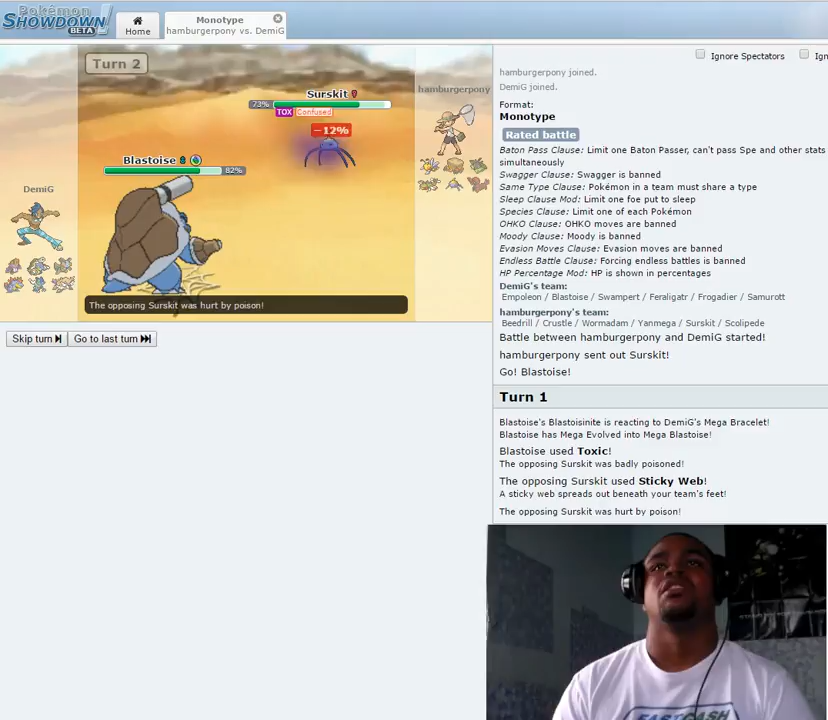 Pokémon
SHOWDOWN!
BETA
Home
Monotype
hamburgerpony vs. DemiG
Turn 2
Surskit
73%
TOX Confused
−12%
Blastoise
82%
DemiG
hamburgerpony
The opposing Surskit was hurt by poison!
Skip turn Go to last turn
Ignore Spectators Ign
hamburgerpony joined.
DemiG joined.
Format:
Monotype
Rated battle
Baton Pass Clause: Limit one Baton Passer, can't pass Spe and other stats
simultaneously
Swagger Clause: Swagger is banned
Same Type Clause: Pokémon in a team must share a type
Sleep Clause Mod: Limit one foe put to sleep
Species Clause: Limit one of each Pokémon
OHKO Clause: OHKO moves are banned
Moody Clause: Moody is banned
Evasion Moves Clause: Evasion moves are banned
Endless Battle Clause: Forcing endless battles is banned
HP Percentage Mod: HP is shown in percentages
DemiG's team:
Empoleon / Blastoise / Swampert / Feraligatr / Frogadier / Samurott
hamburgerpony's team:
Beedrill / Crustle / Wormadam / Yanmega / Surskit / Scolipede
Battle between hamburgerpony and DemiG started!
hamburgerpony sent out Surskit!
Go! Blastoise!
Turn 1
Blastoise's Blastoisinite is reacting to DemiG's Mega Bracelet!
Blastoise has Mega Evolved into Mega Blastoise!
Blastoise used Toxic!
The opposing Surskit was badly poisoned!
The opposing Surskit used Sticky Web!
A sticky web spreads out beneath your team's feet!
The opposing Surskit was hurt by poison!
FAST CASH